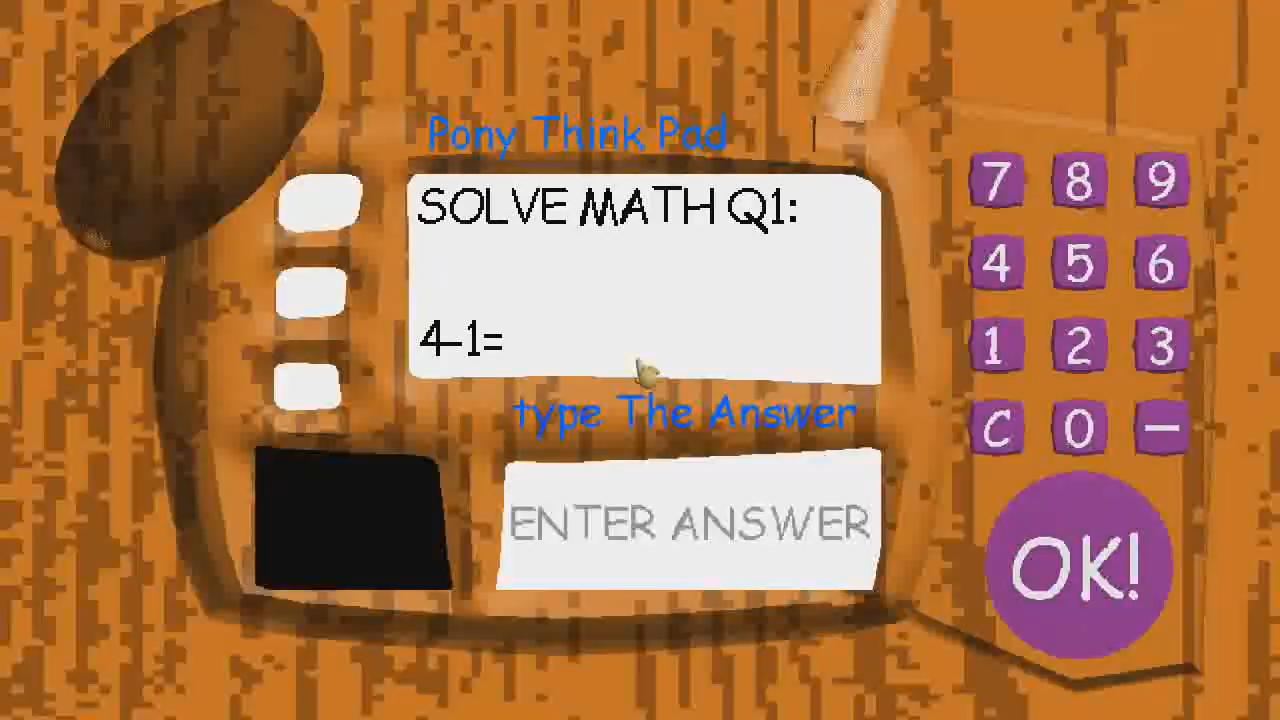 Pony Think Pad
SOLVE MATH Q1:
4-1=
type The Answer
ENTER ANSWER
7 8 9
4 5 6
1 2 3
C 0 —
OK!